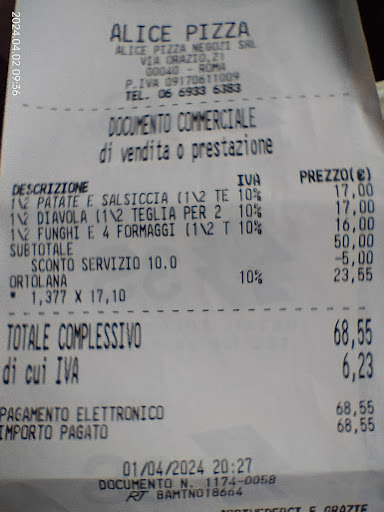 2024.04.02 09:36
ALICE PIZZA
ALICE PIZZA NEGOZI SRL
VIA ORAZIO,21
00040 - ROMA
P.IVA 09170611009
TEL. 06 6933 6383
DOCUMENTO COMMERCIALE
di vendita o prestazione
DESCRIZIONE IVA PREZZO(€)
1\2 PATATE E SALSICCIA (1\2 TE 10% 17,00
1\2 DIAVOLA (1\2 TEGLIA PER 2 10% 17,00
1\2 FUNGHI E 4 FORMAGGI (1\2 T 10% 16,00
SUBTOTALE 50,00
SCONTO SERVIZIO 10.0 -5,00
ORTOLANA 10% 23,55
* 1,377 X 17,10
TOTALE COMPLESSIVO 68,55
di cui IVA 6,23
PAGAMENTO ELETTRONICO 68,55
IMPORTO PAGATO 68,55
01/04/2024 20:27
DOCUMENTO N. 1174-0058
RT 8AMTN018664
ARRIVEDERCI E GRAZIE